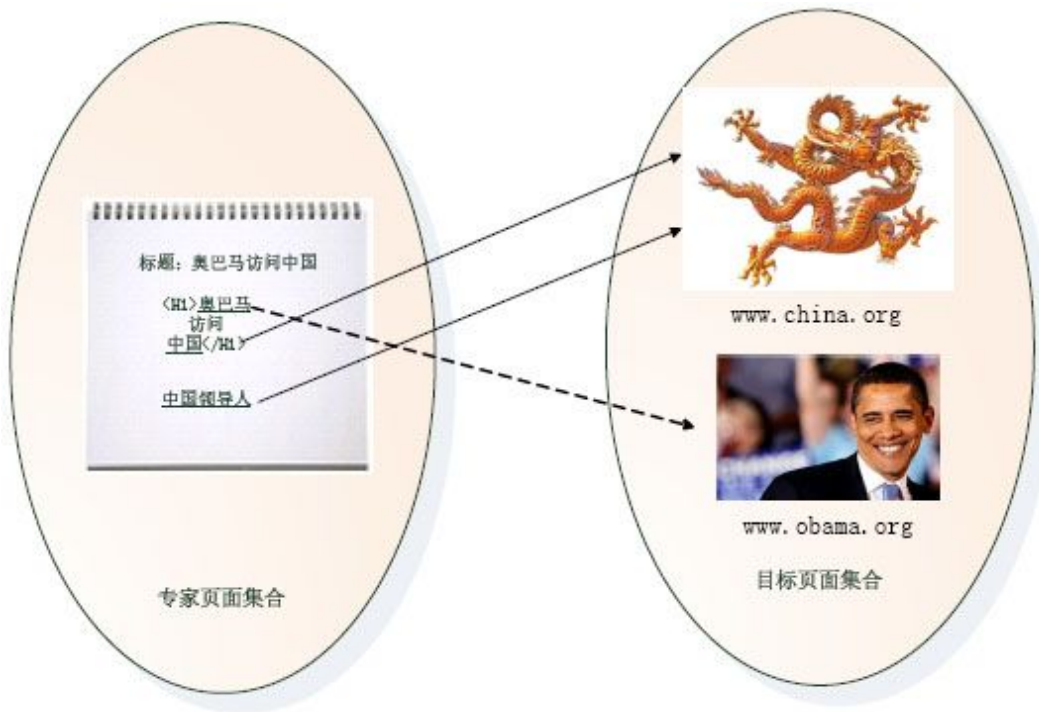 标题：奥巴马访问中国
<H1>奥巴马
访问
中国</H1>
中国领导人
专家页面集合
www.china.org
www.obama.org
目标页面集合